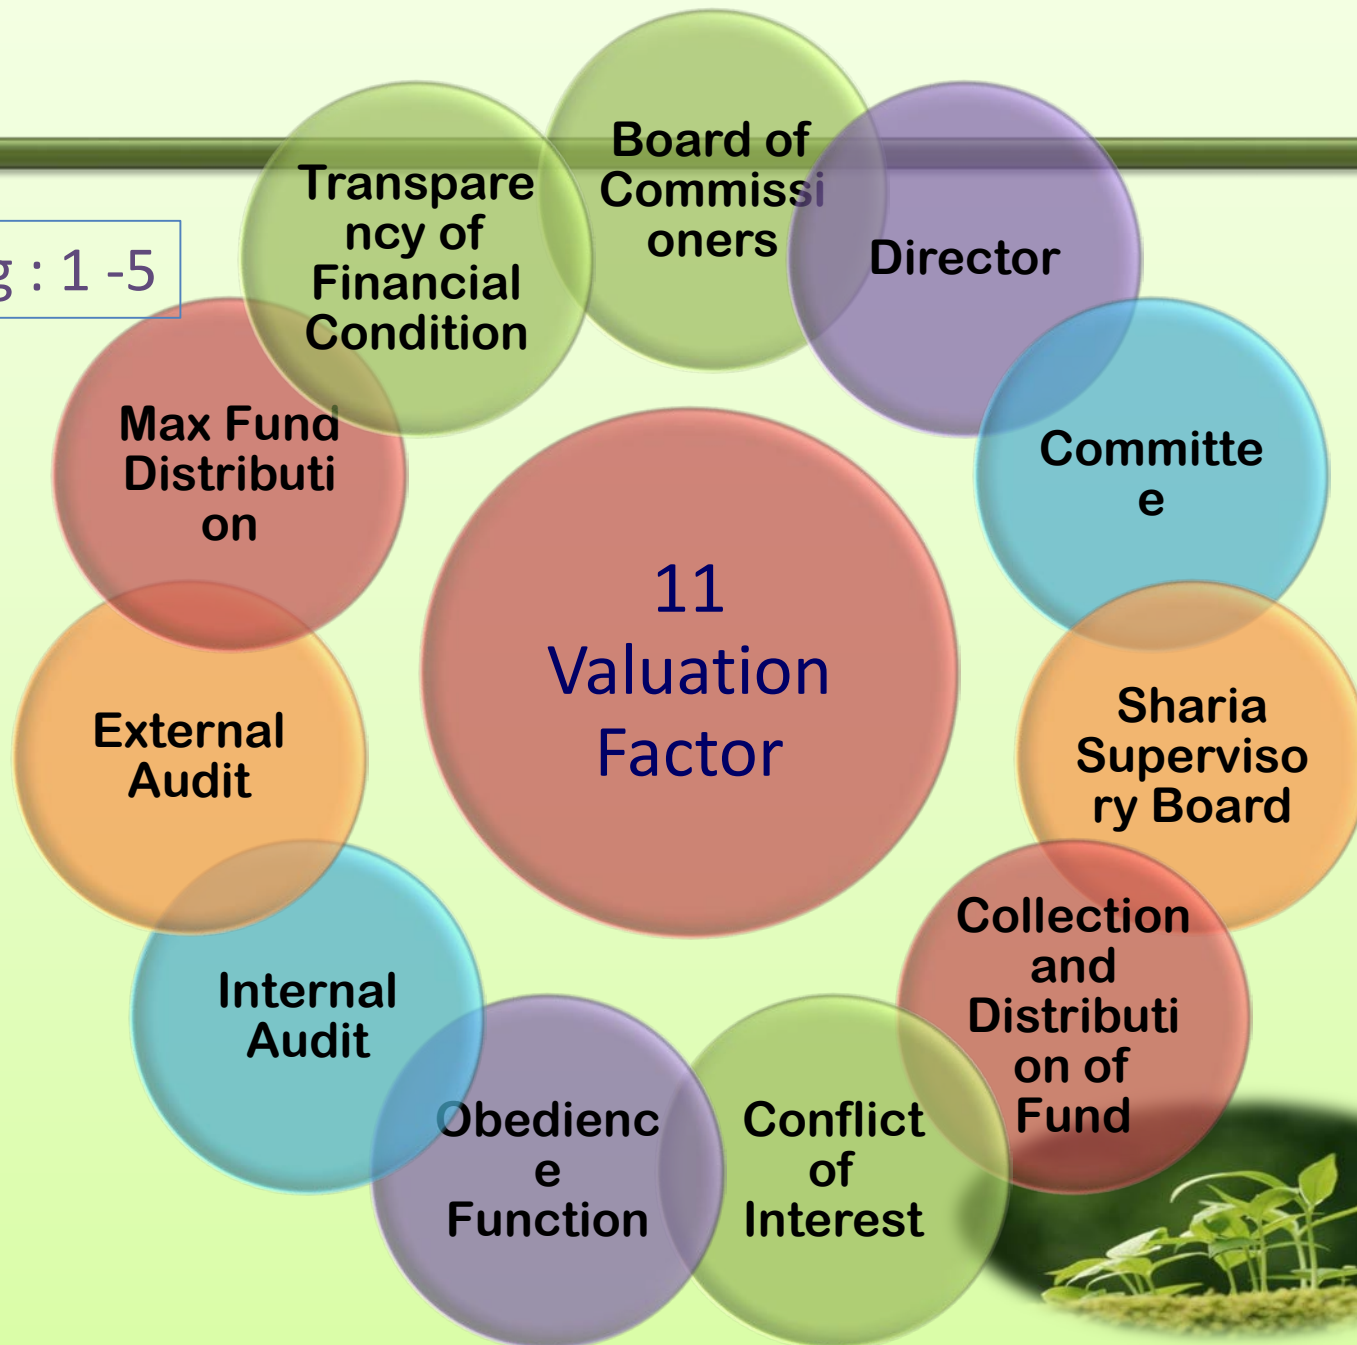 g : 1 -5
Board of
Commissi
oners
Director
Committe
e
Sharia
Superviso
ry Board
Collection
and
Distributi
on of
Fund
Conflict
of
Interest
Obedienc
e
Function
Internal
Audit
External
Audit
Max Fund
Distributi
on
Transpare
ncy of
Financial
Condition
11
Valuation
Factor